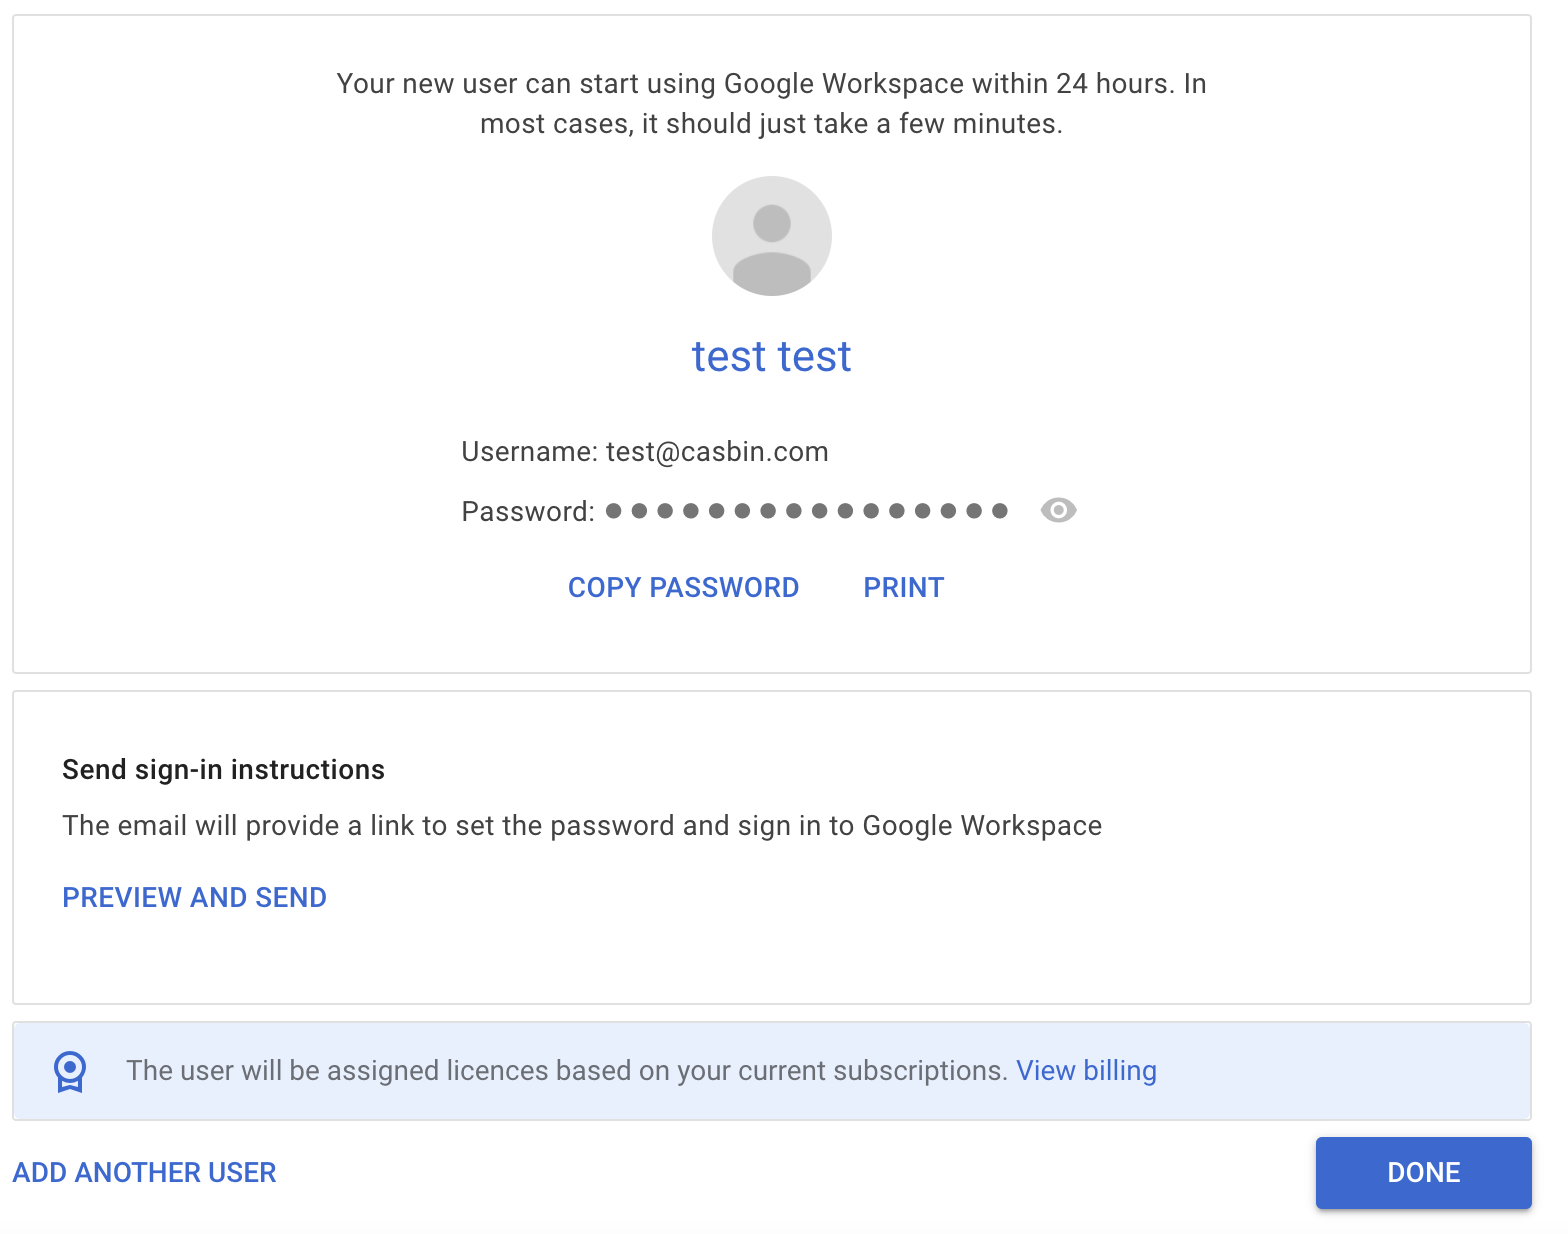 Your new user can start using Google Workspace within 24 hours. In
most cases, it should just take a few minutes.
test test
Username: test@casbin.com
Password: ●●●●●●●●●●●●●●●●
COPY PASSWORD PRINT
Send sign-in instructions
The email will provide a link to set the password and sign in to Google Workspace
PREVIEW AND SEND
The user will be assigned licences based on your current subscriptions. View billing
ADD ANOTHER USER DONE